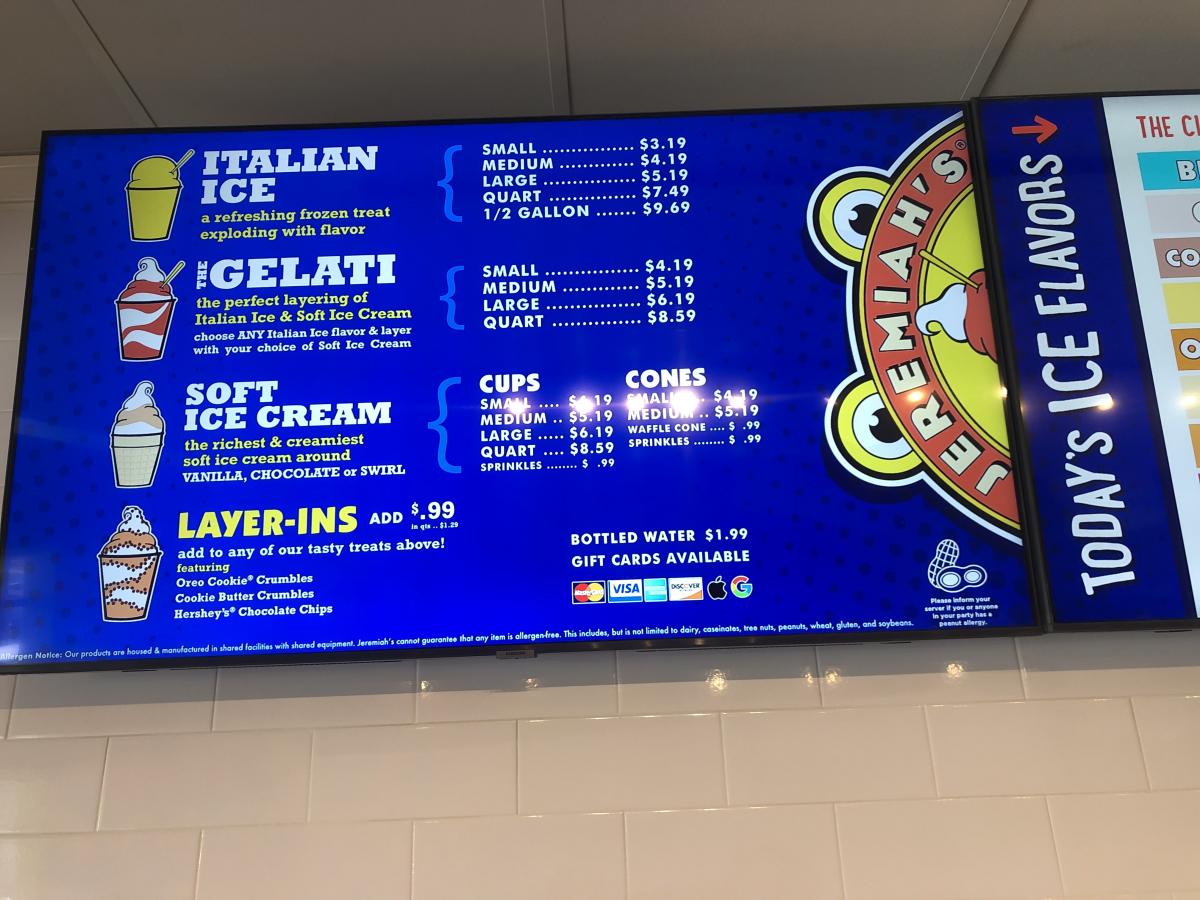 ITALIAN
ICE
a refreshing frozen treat
exploding with flavor
SMALL ................ $3.19
MEDIUM ............. $4.19
LARGE ................ $5.19
QUART .............. $7.49
1/2 GALLON ....... $9.69
THE GELATI
the perfect layering of
Italian Ice & Soft Ice Cream
choose ANY Italian Ice flavor & layer
with your choice of Soft Ice Cream
SMALL ................. $4.19
MEDIUM .............. $5.19
LARGE ................. $6.19
QUART ................ $8.59
SOFT
ICE CREAM
the richest & creamiest
soft ice cream around
VANILLA, CHOCOLATE or SWIRL
CUPS
SMALL .... $4.19
MEDIUM .. $5.19
LARGE ..... $6.19
QUART .... $8.59
SPRINKLES ........ $ .99
CONES
SMALL $4.19
MEDIUM .. $5.19
WAFFLE CONE .... $ .99
SPRINKLES ........ $ .99
LAYER-INS ADD $.99
in qts .. $1.29
add to any of our tasty treats above!
featuring
Oreo Cookie® Crumbles
Cookie Butter Crumbles
Hershey's® Chocolate Chips
BOTTLED WATER $1.99
GIFT CARDS AVAILABLE
MasterCard VISA DISCOVER G
Allergen Notice: Our products are housed & manufactured in shared facilities with shared equipment. Jeremiah's cannot guarantee that any item is allergen-free. This includes, but is not limited to dairy, caseinates, tree nuts, peanuts, wheat, gluten, and soybeans.
JEREMIAH'S®
Please inform your
server if you or anyone
in your party has a
peanut allergy.
TODAY'S ICE FLAVORS
THE